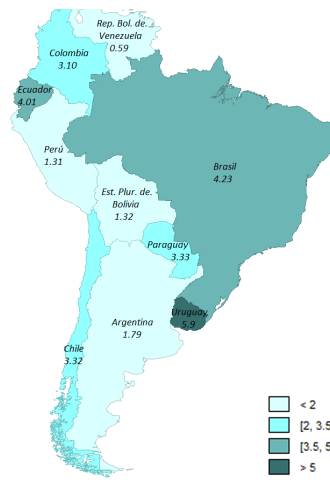 Rep. Bol. de
Venezuela
0.59
Colombia
3.10
Ecuador
4.01
Perú
1.31
Brasil
4.23
Est. Plur. de
Bolivia
1.32
Paraguay
3.33
Uruguay
5.9
Argentina
1.79
Chile
3.32
< 2
[2, 3.5
[3.5, 5
> 5